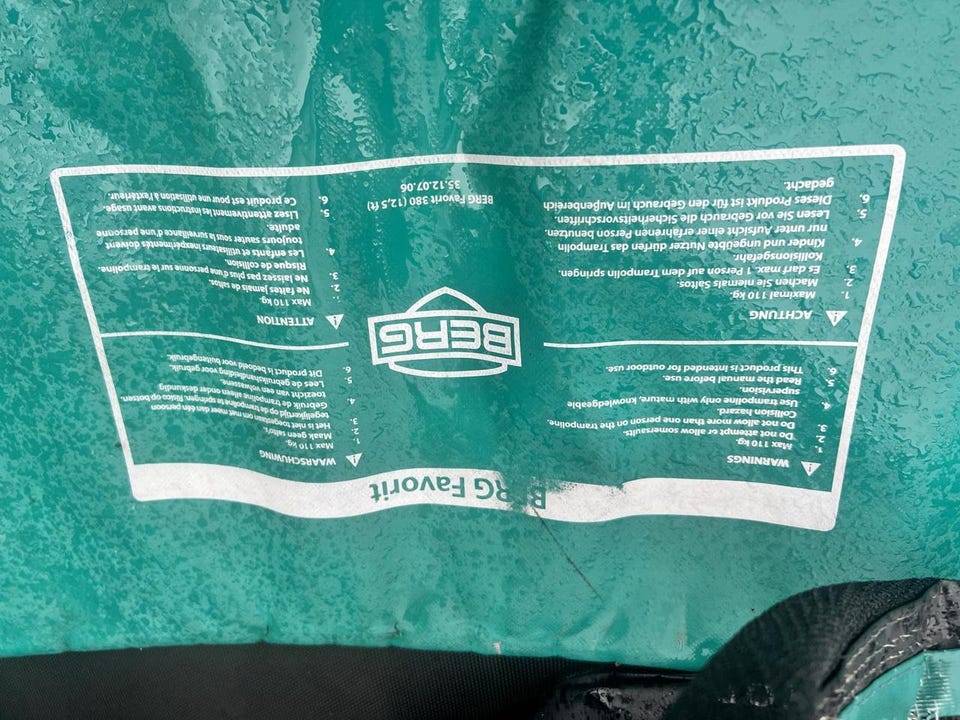 BERG Favorit
WARNINGS
1. Max 110 kg.
2. Do not attempt or allow somersaults.
3. Do not allow more than one person on the trampoline.
Collision hazard.
4. Use trampoline only with mature, knowledgeable
supervision.
5. Read the manual before use.
6. This product is intended for outdoor use.
WAARSCHUWING
1. Max 110 kg.
2. Maak geen saltos.
3. Het is niet toegestaan om met meer dan één persoon
tegelijkertijd op de trampoline te springen. Risico op botsen.
4. Gebruik de trampoline alleen onder deskundig
toezicht van een volwassene.
5. Lees de gebruikshandleiding voor gebruik.
6. Dit product is bedoeld voor buitengebruik.
BERG
ACHTUNG
1. Maximal 110 kg.
2. Machen Sie niemals Saltos.
3. Es darf max. 1 Person auf dem Trampolin springen.
Kollisionsgefahr.
4. Kinder und ungeübte Nutzer dürfen das Trampolin
nur unter Aufsicht einer erfahrenen Person benutzen.
5. Lesen Sie vor Gebrauch die Sicherheitsvorschriften.
6. Dieses Produkt ist für den Gebrauch im Außenbereich
gedacht.
ATTENTION
1. Max 110 kg.
2. Ne faites jamais de saltos.
3. Ne laissez pas plus d'une personne sur le trampoline.
Risque de collision.
4. Les enfants et utilisateurs inexpérimentés doivent
toujours sauter sous la surveillance d'une personne
adulte.
5. Lisez attentivement les instructions avant usage.
6. Ce produit est pour une utilisation à l'extérieur.
BERG Favorit 380 (12,5 ft)
35.12.07.06